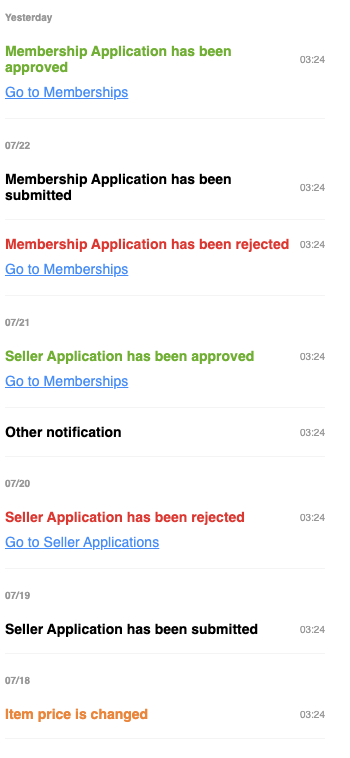 Yesterday
Membership Application has been
approved
03:24
Go to Memberships
07/22
Membership Application has been
submitted
03:24
Membership Application has been rejected 03:24
Go to Memberships
07/21
Seller Application has been approved 03:24
Go to Memberships
Other notification 03:24
07/20
Seller Application has been rejected 03:24
Go to Seller Applications
07/19
Seller Application has been submitted 03:24
07/18
Item price is changed 03:24